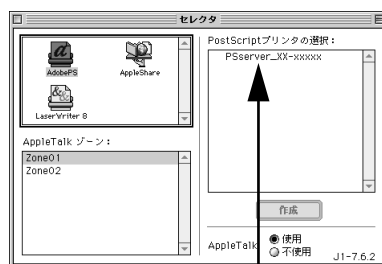 セレクタ
AdobePS
AppleShare
LaserWriter 8
PostScriptプリンタの選択：
PSserver_XX-xxxxx
AppleTalk ゾーン：
Zone01
Zone02
作成
AppleTalk
使用
不使用
J1-7.6.2